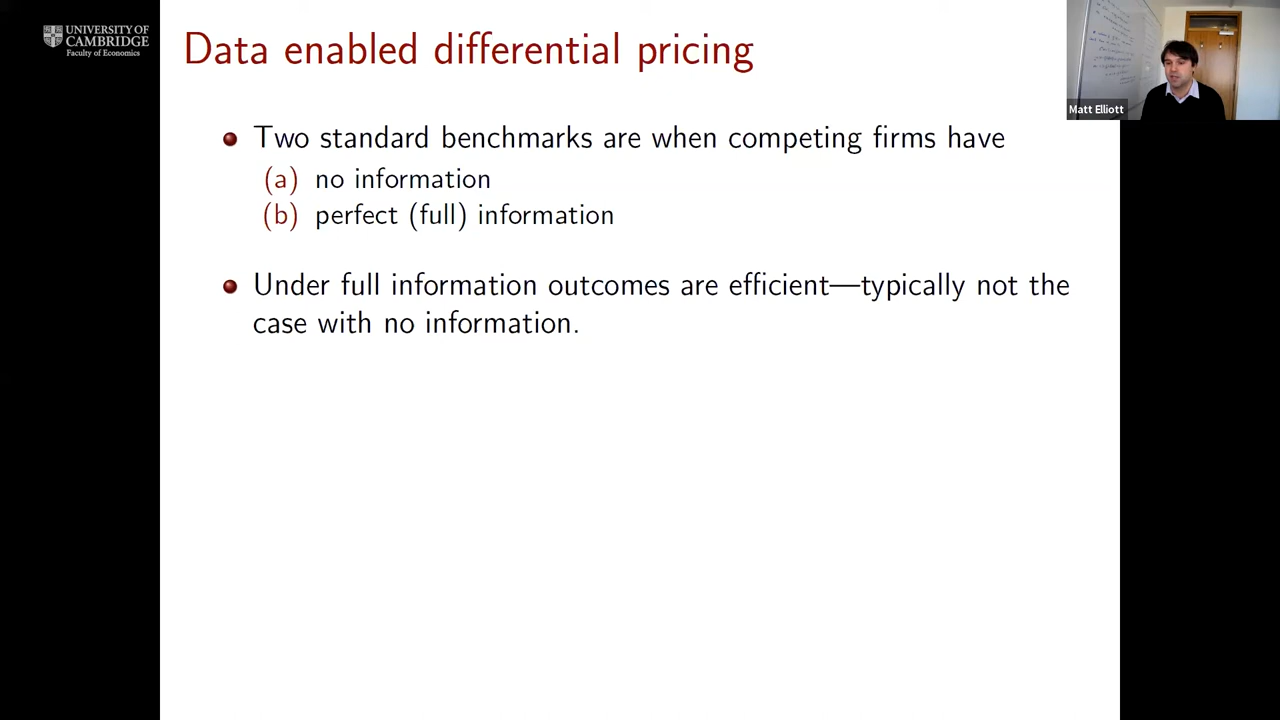 UNIVERSITY OF
CAMBRIDGE
Faculty of Economics
Data enabled differential pricing
Matt Elliott
Two standard benchmarks are when competing firms have
(a) no information
(b) perfect (full) information
Under full information outcomes are efficient—typically not the
case with no information.